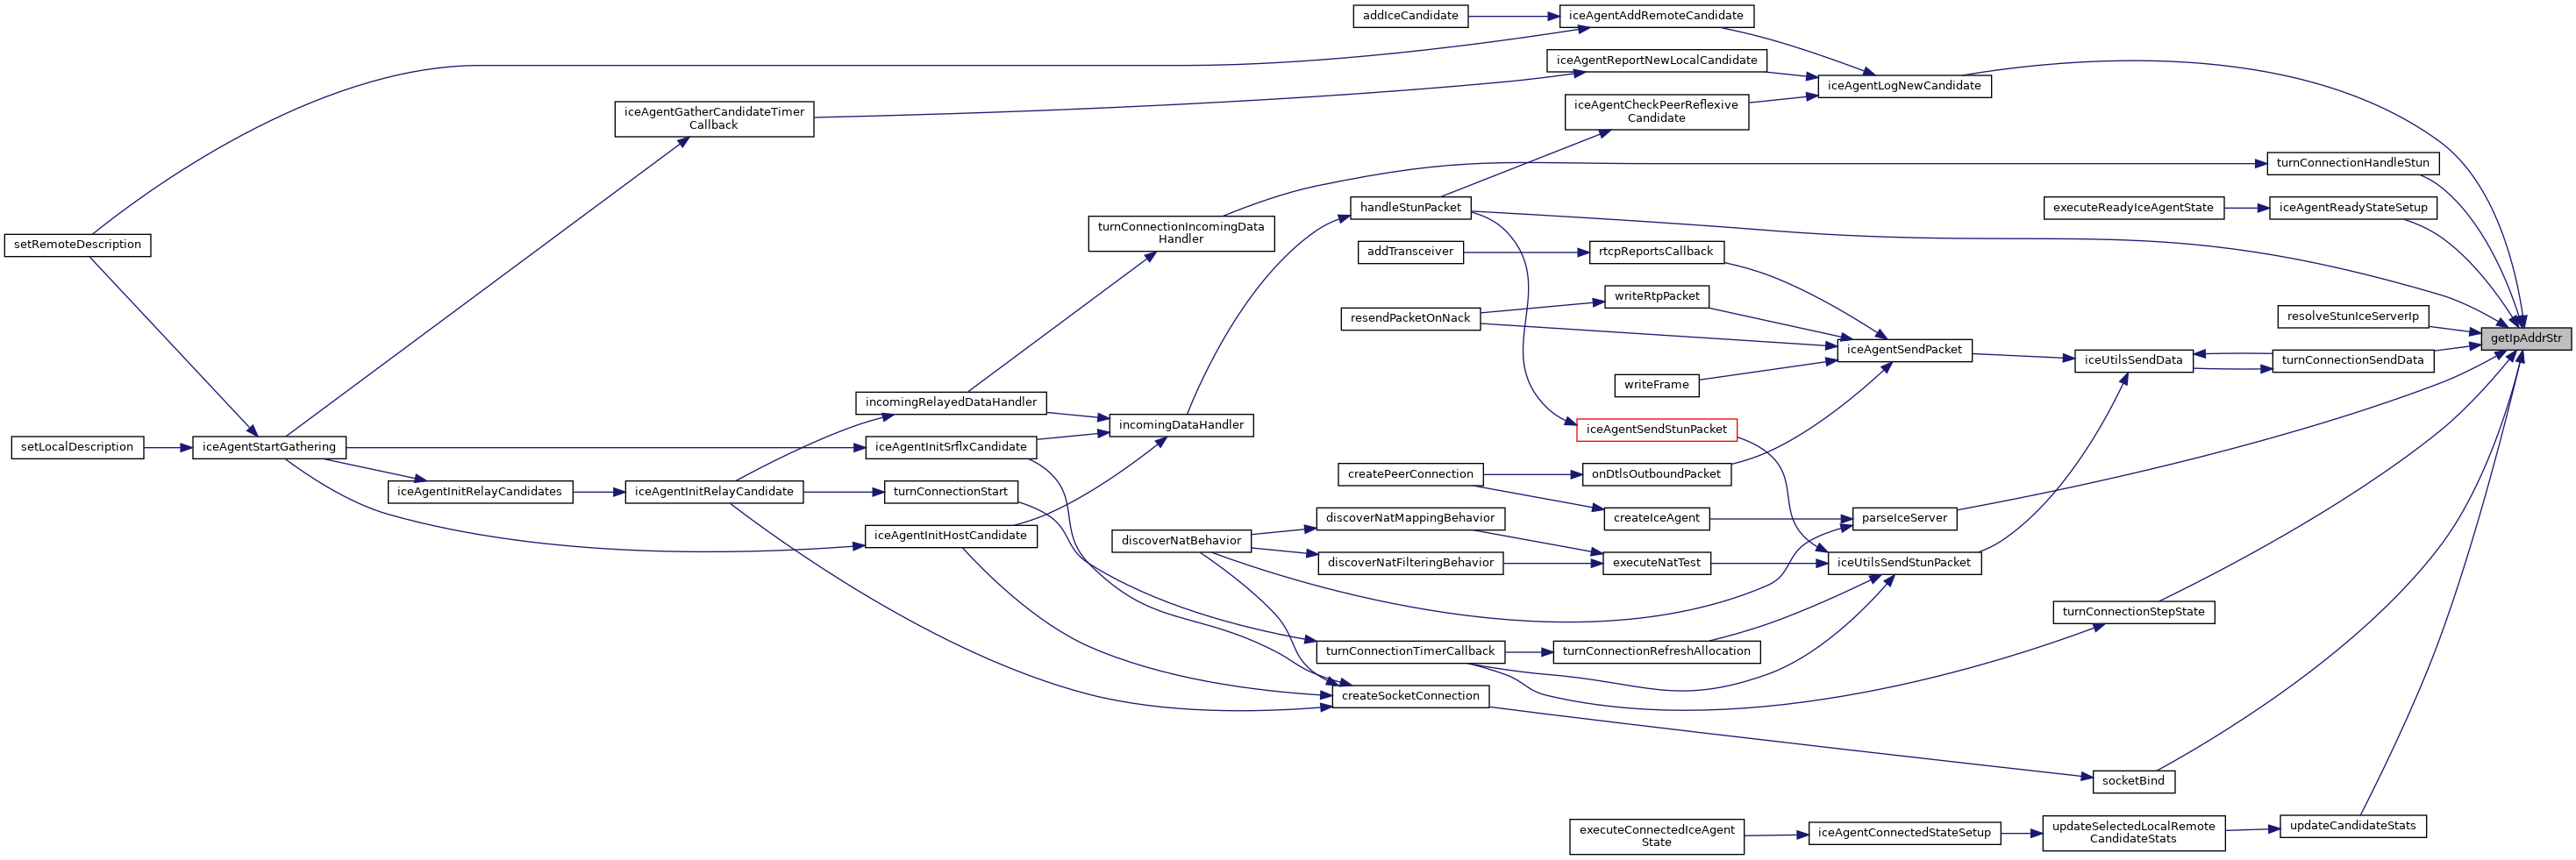 addIceCandidate
iceAgentAddRemoteCandidate
iceAgentReportNewLocalCandidate
iceAgentLogNewCandidate
iceAgentGatherCandidateTimer
Callback
iceAgentCheckPeerReflexive
Candidate
turnConnectionHandleStun
handleStunPacket
executeReadyIceAgentState
iceAgentReadyStateSetup
turnConnectionIncomingData
Handler
setRemoteDescription
addTransceiver
rtcpReportsCallback
writeRtpPacket
resendPacketOnNack
resolveStunIceServerIp
getIpAddrStr
iceAgentSendPacket
iceUtilsSendData
turnConnectionSendData
writeFrame
incomingRelayedDataHandler
incomingDataHandler
iceAgentSendStunPacket
setLocalDescription
iceAgentStartGathering
iceAgentInitSrflxCandidate
createPeerConnection
onDtlsOutboundPacket
iceAgentInitRelayCandidates
iceAgentInitRelayCandidate
turnConnectionStart
discoverNatMappingBehavior
createIceAgent
parseIceServer
iceAgentInitHostCandidate
discoverNatBehavior
discoverNatFilteringBehavior
executeNatTest
iceUtilsSendStunPacket
turnConnectionStepState
turnConnectionTimerCallback
turnConnectionRefreshAllocation
createSocketConnection
socketBind
executeConnectedIceAgent
State
iceAgentConnectedStateSetup
updateSelectedLocalRemote
CandidateStats
updateCandidateStats